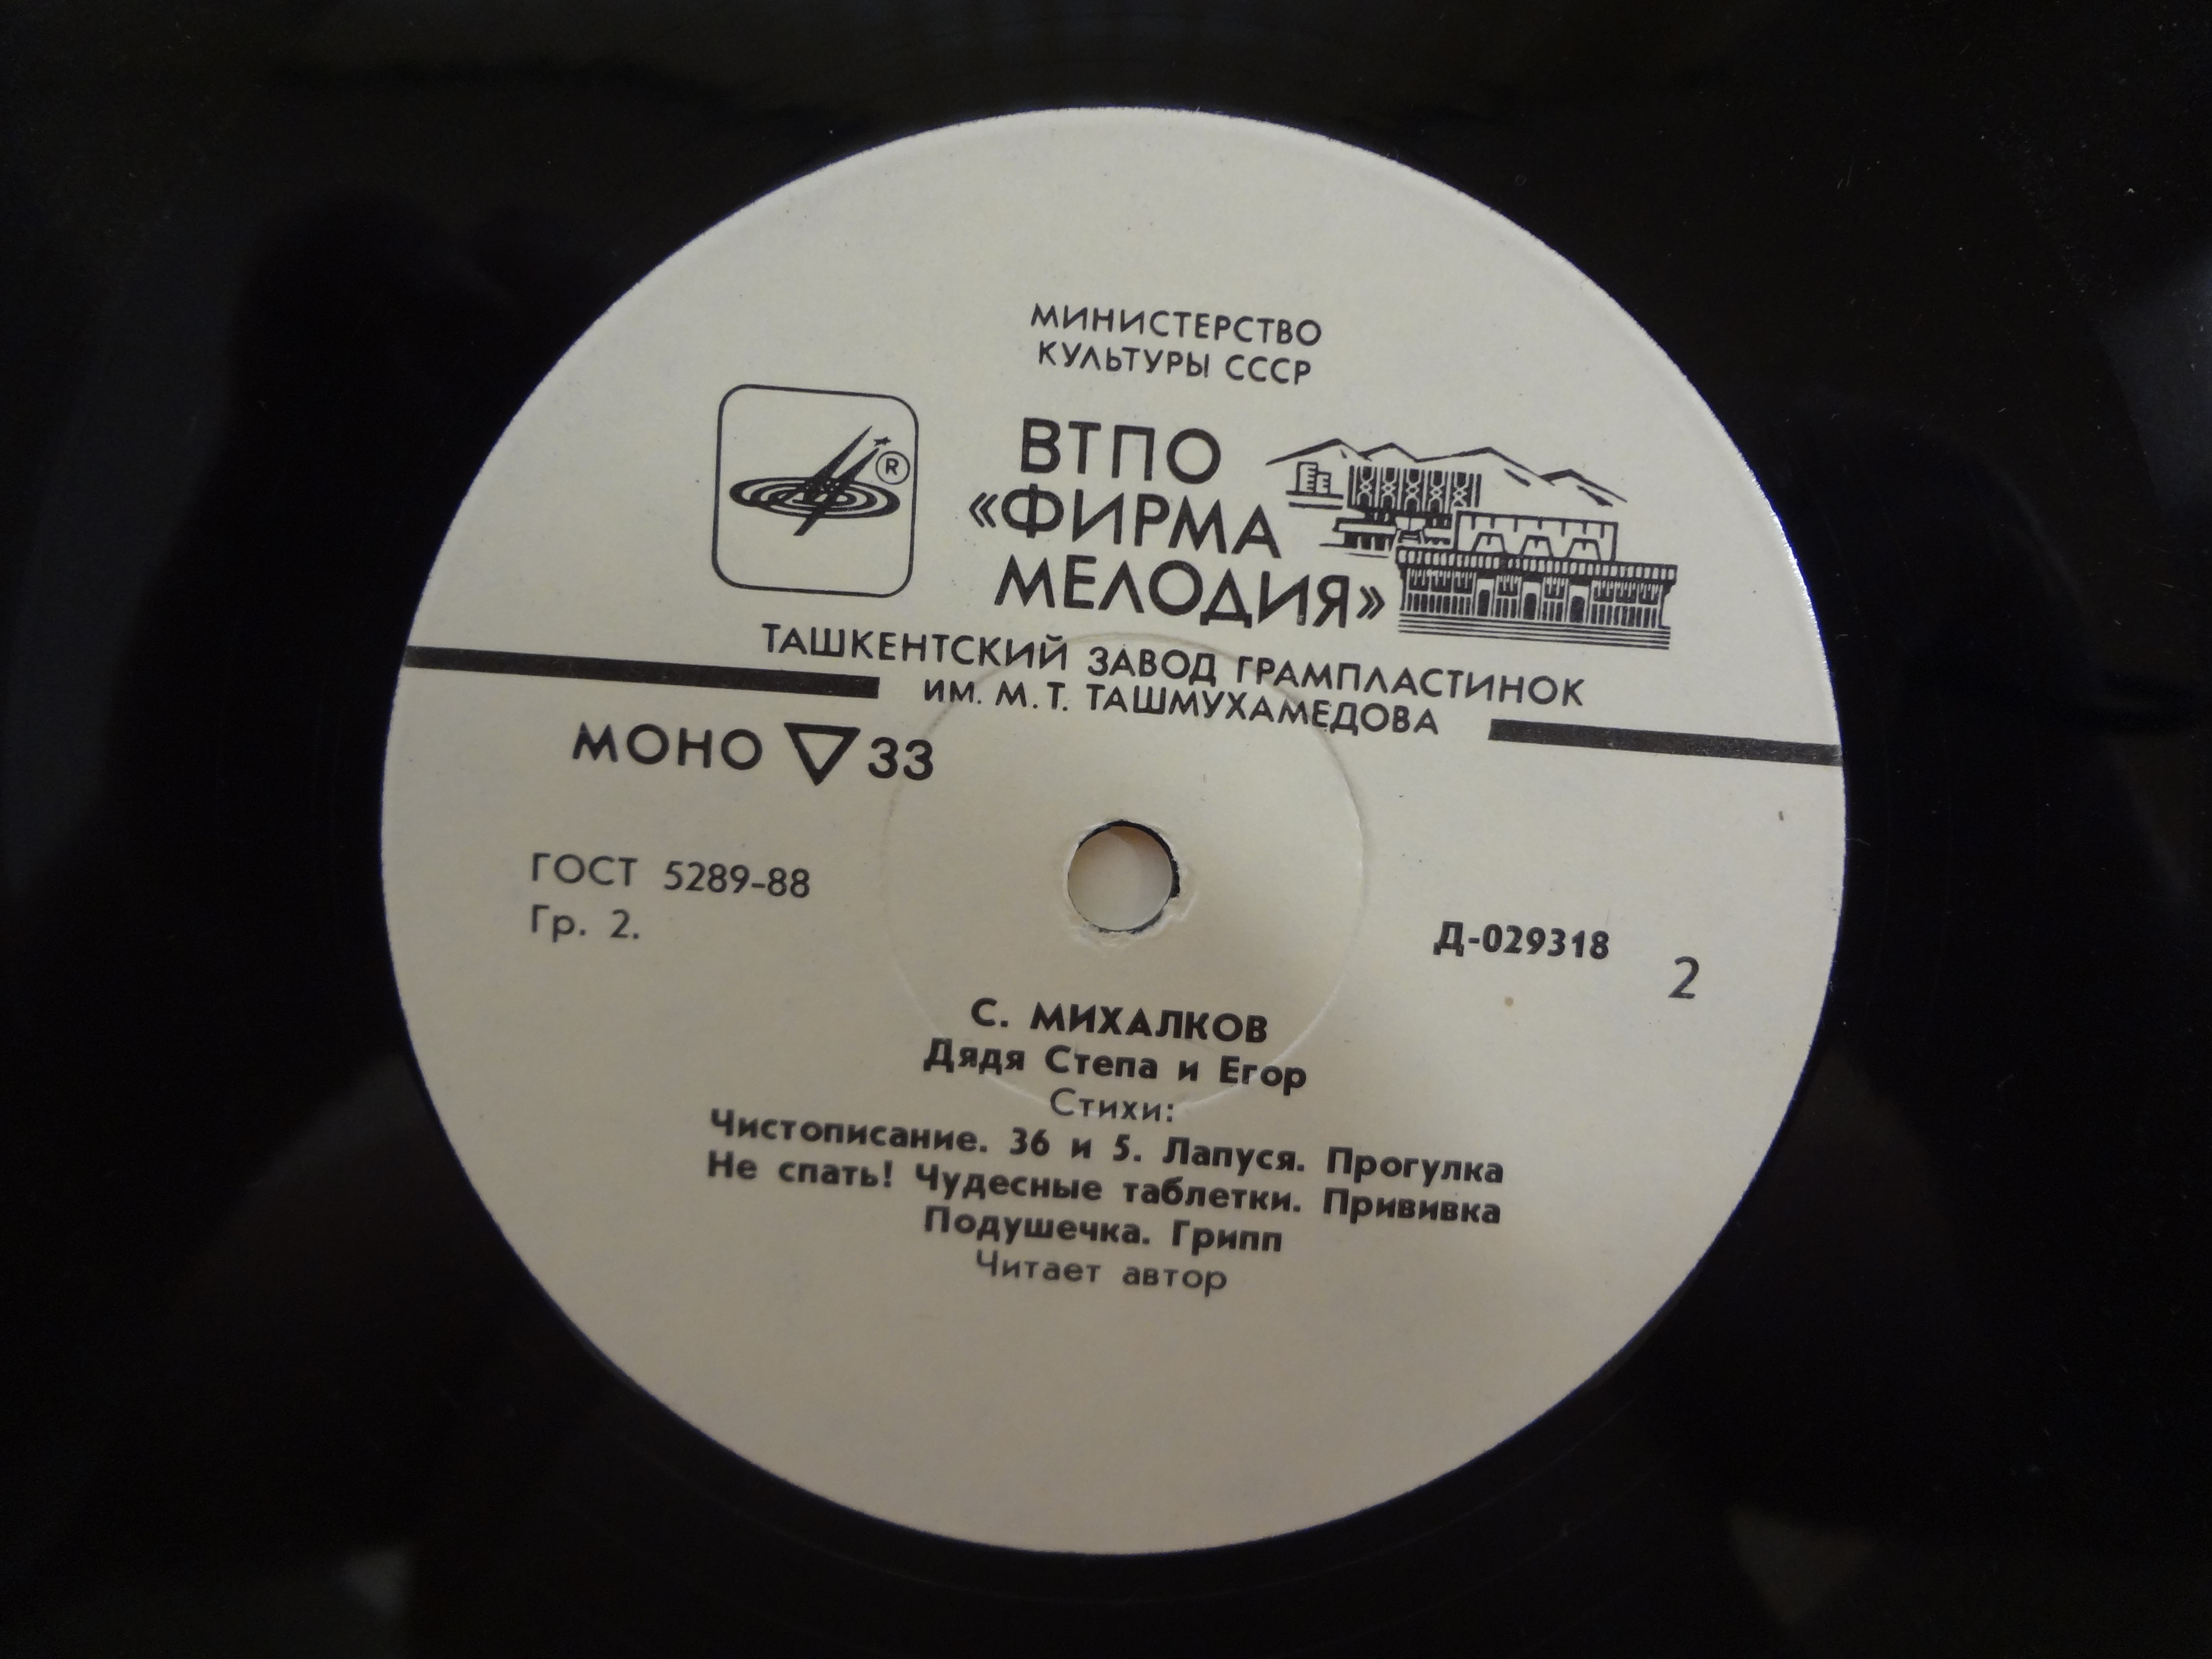 МИНИСТЕРСТВО
КУЛЬТУРЫ СССР
ВТПО
«ФИРМА
МЕЛОДИЯ»
®
ТАШКЕНТСКИЙ ЗАВОД ГРАМПЛАСТИНОК
ИМ. М. Т. ТАШМУХАМЕДОВА
МОНО 33
ГОСТ 5289-88
Гр. 2.
Д-029318
2
С. МИХАЛКОВ
Дядя Степа и Егор
Стихи:
Чистописание. 36 и 5. Лапуся. Прогулка
Не спать! Чудесные таблетки. Прививка
Подушечка. Грипп
Читает автор